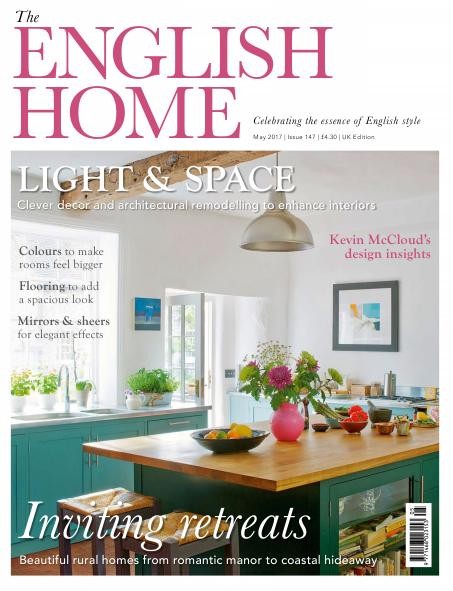 The
ENGLISH
HOME
Celebrating the essence of English style
May 2017 | Issue 147 | £4.30 | UK Edition
LIGHT & SPACE
Clever decor and architectural remodelling to enhance interiors
Kevin McCloud's
design insights
Colours to make
rooms feel bigger
Flooring to add
a spacious look
Mirrors & sheers
for elegant effects
Inviting retreats
Beautiful rural homes from romantic manor to coastal hideaway